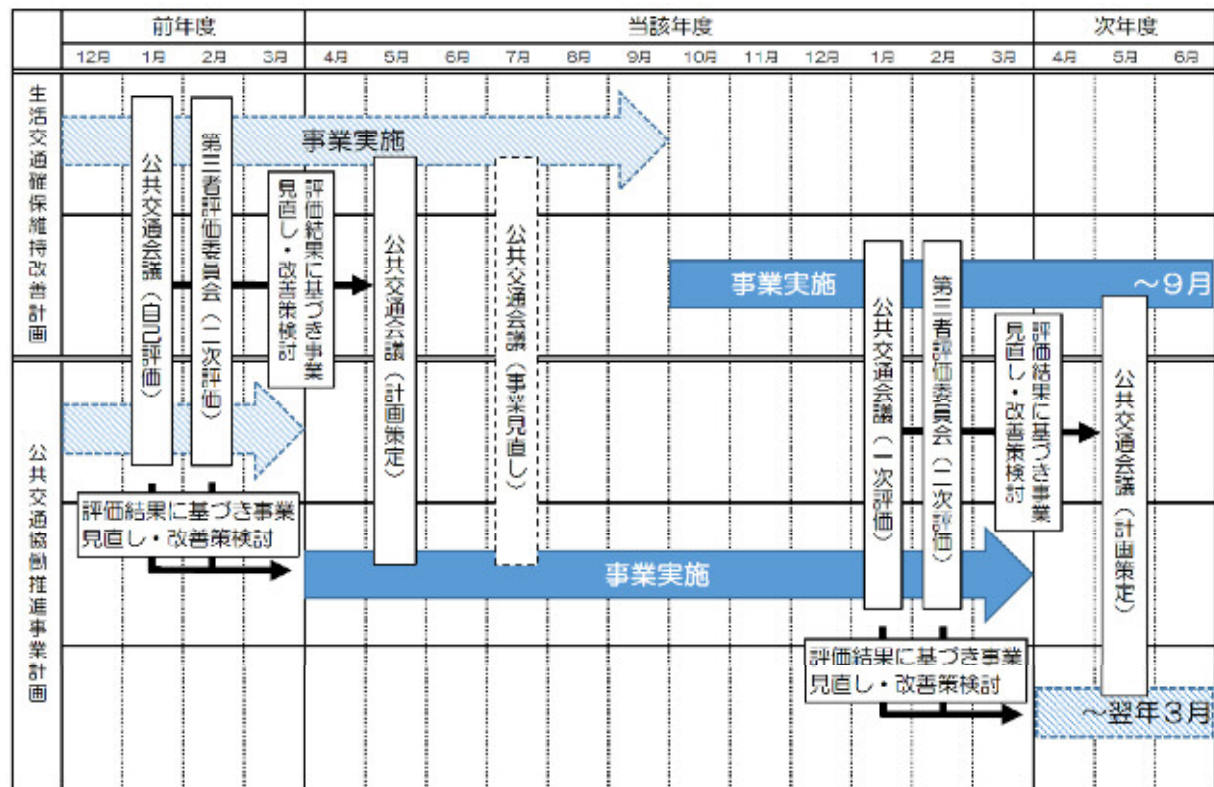 前年度
当該年度
次年度
12月 1月 2月 3月 4月 5月 6月 7月 8月 9月 10月 11月 12月 1月 2月 3月 4月 5月 6月
生活交通確保維持改善計画
事業実施
公共交通会議（自己評価）
第三者評価委員会（二次評価）
評価結果に基づき事業
見直し・改善策検討
公共交通会議（計画策定）
公共交通会議（事業見直し）
事業実施
～9月
公共交通会議（一次評価）
第三者評価委員会（二次評価）
評価結果に基づき事業
見直し・改善策検討
公共交通会議（計画策定）
公共交通協働推進事業計画
評価結果に基づき事業
見直し・改善策検討
事業実施
評価結果に基づき事業
見直し・改善策検討
～翌年3月